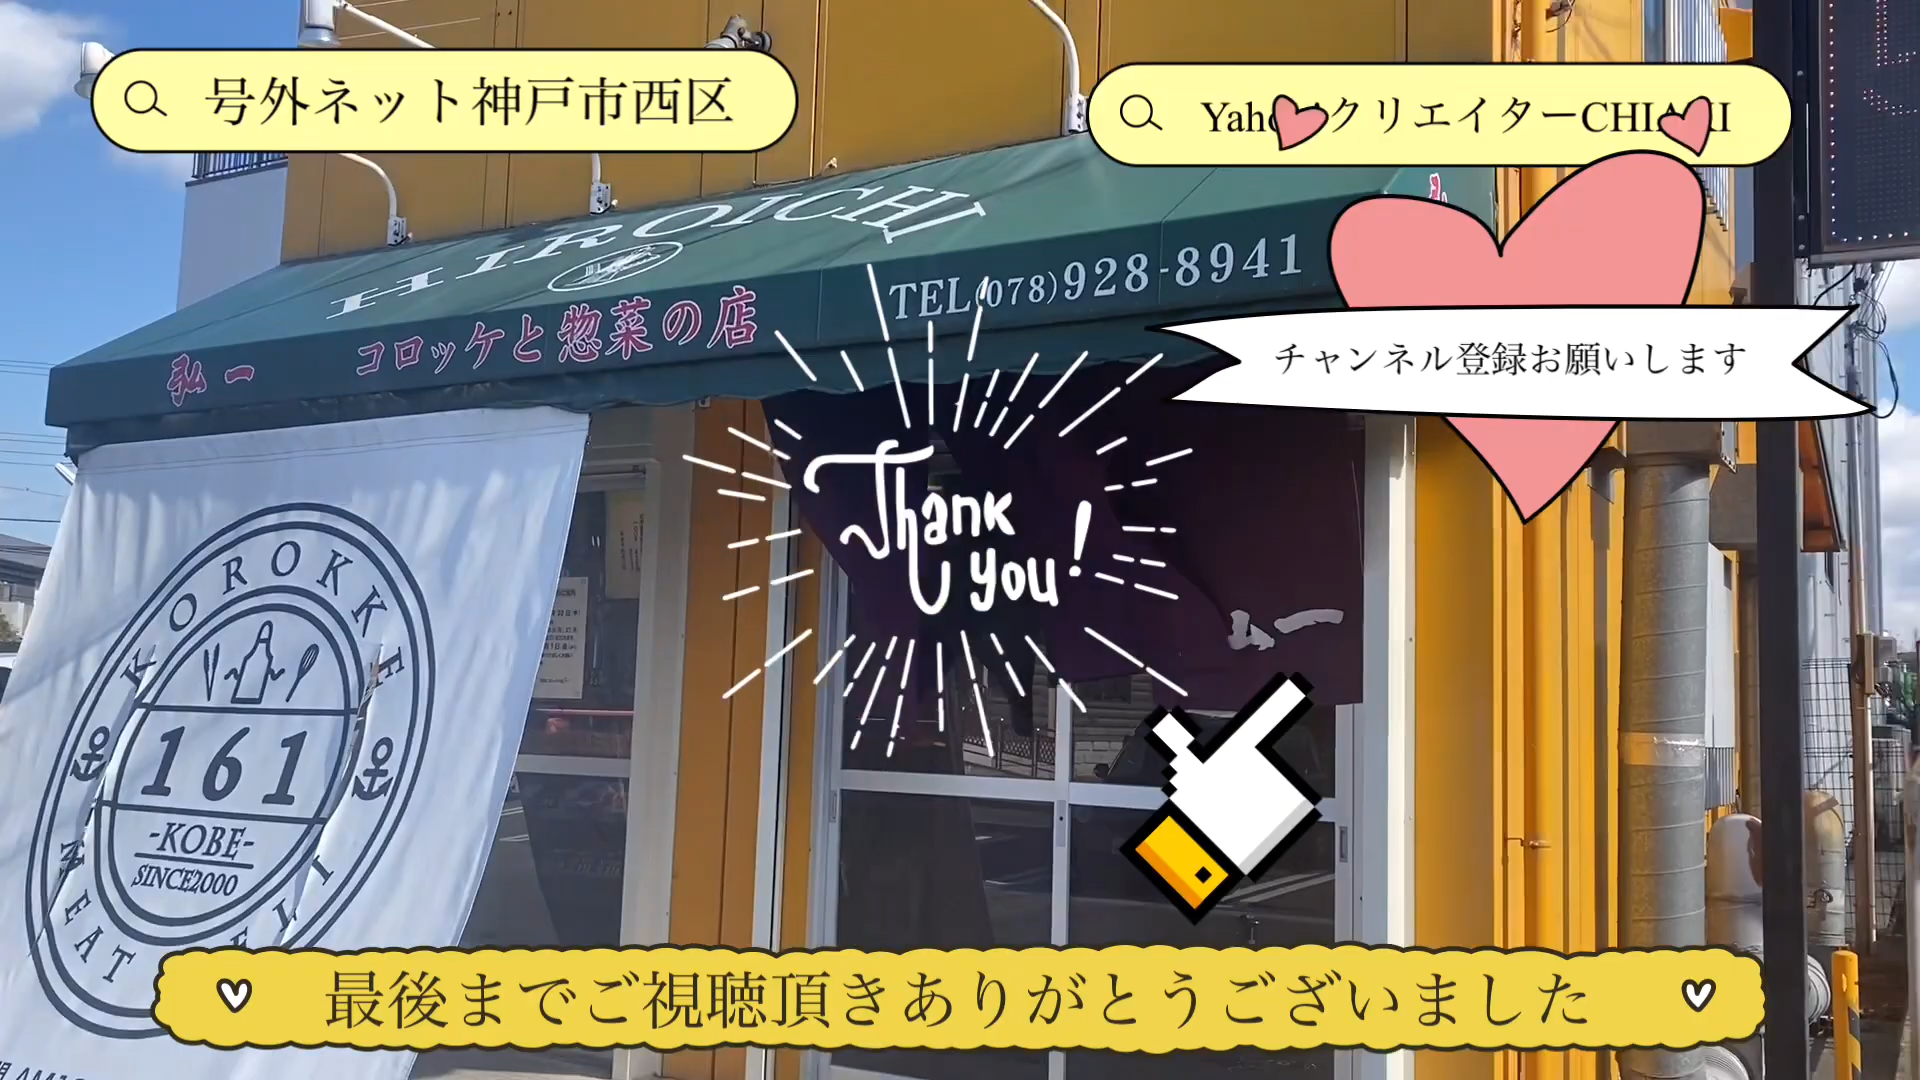 号外ネット神戸市西区
クリエイター
HIROICHI
TEL(078)928-8941
弘一 コロッケと惣菜の店
チャンネル登録お願いします
Thank
you!
KOROKKE
161
-KOBE-
SINCE2000
MEAT
最後までご視聴頂きありがとうございました